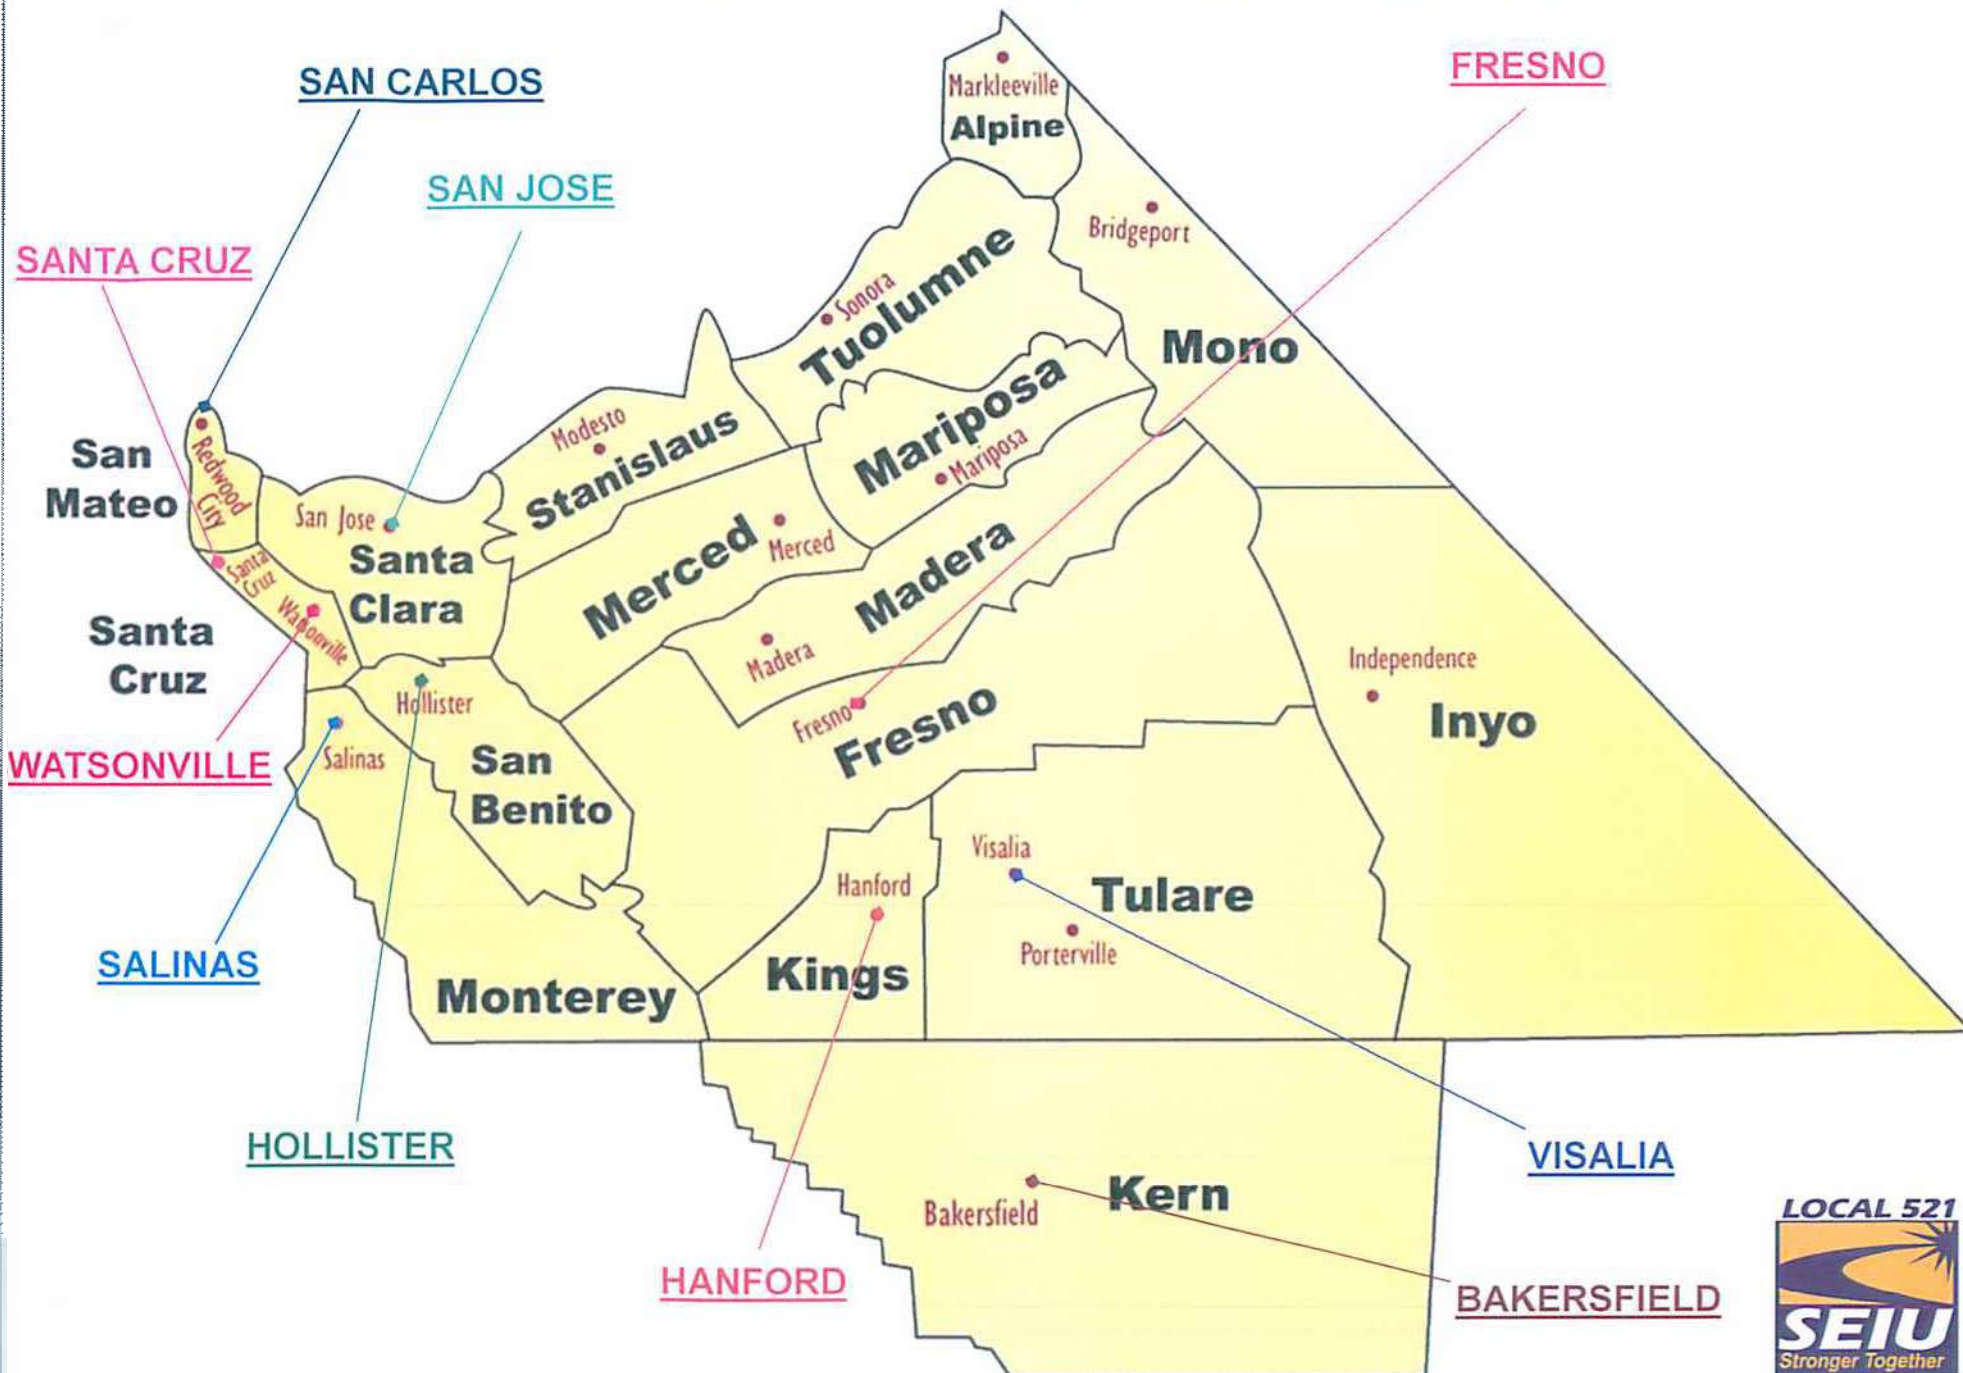 SAN CARLOS
FRESNO
SAN JOSE
SANTA CRUZ
Markleeville
Alpine
Bridgeport
Sonora
Tuolumne
Mono
Modesto
Stanislaus
Mariposa
Mariposa
San
Mateo
Redwood
City
San Jose
Santa
Clara
Merced
Merced
Madera
Madera
Santa
Cruz
Watsonville
Santa
Cruz
WATSONVILLE
Hollister
Salinas
San
Benito
Fresno
Fresno
Independence
Inyo
Visalia
Tulare
Porterville
Hanford
Kings
SALINAS
Monterey
HOLLISTER
HANFORD
VISALIA
Kern
Bakersfield
BAKERSFIELD
LOCAL 521
SEIU
Stronger Together